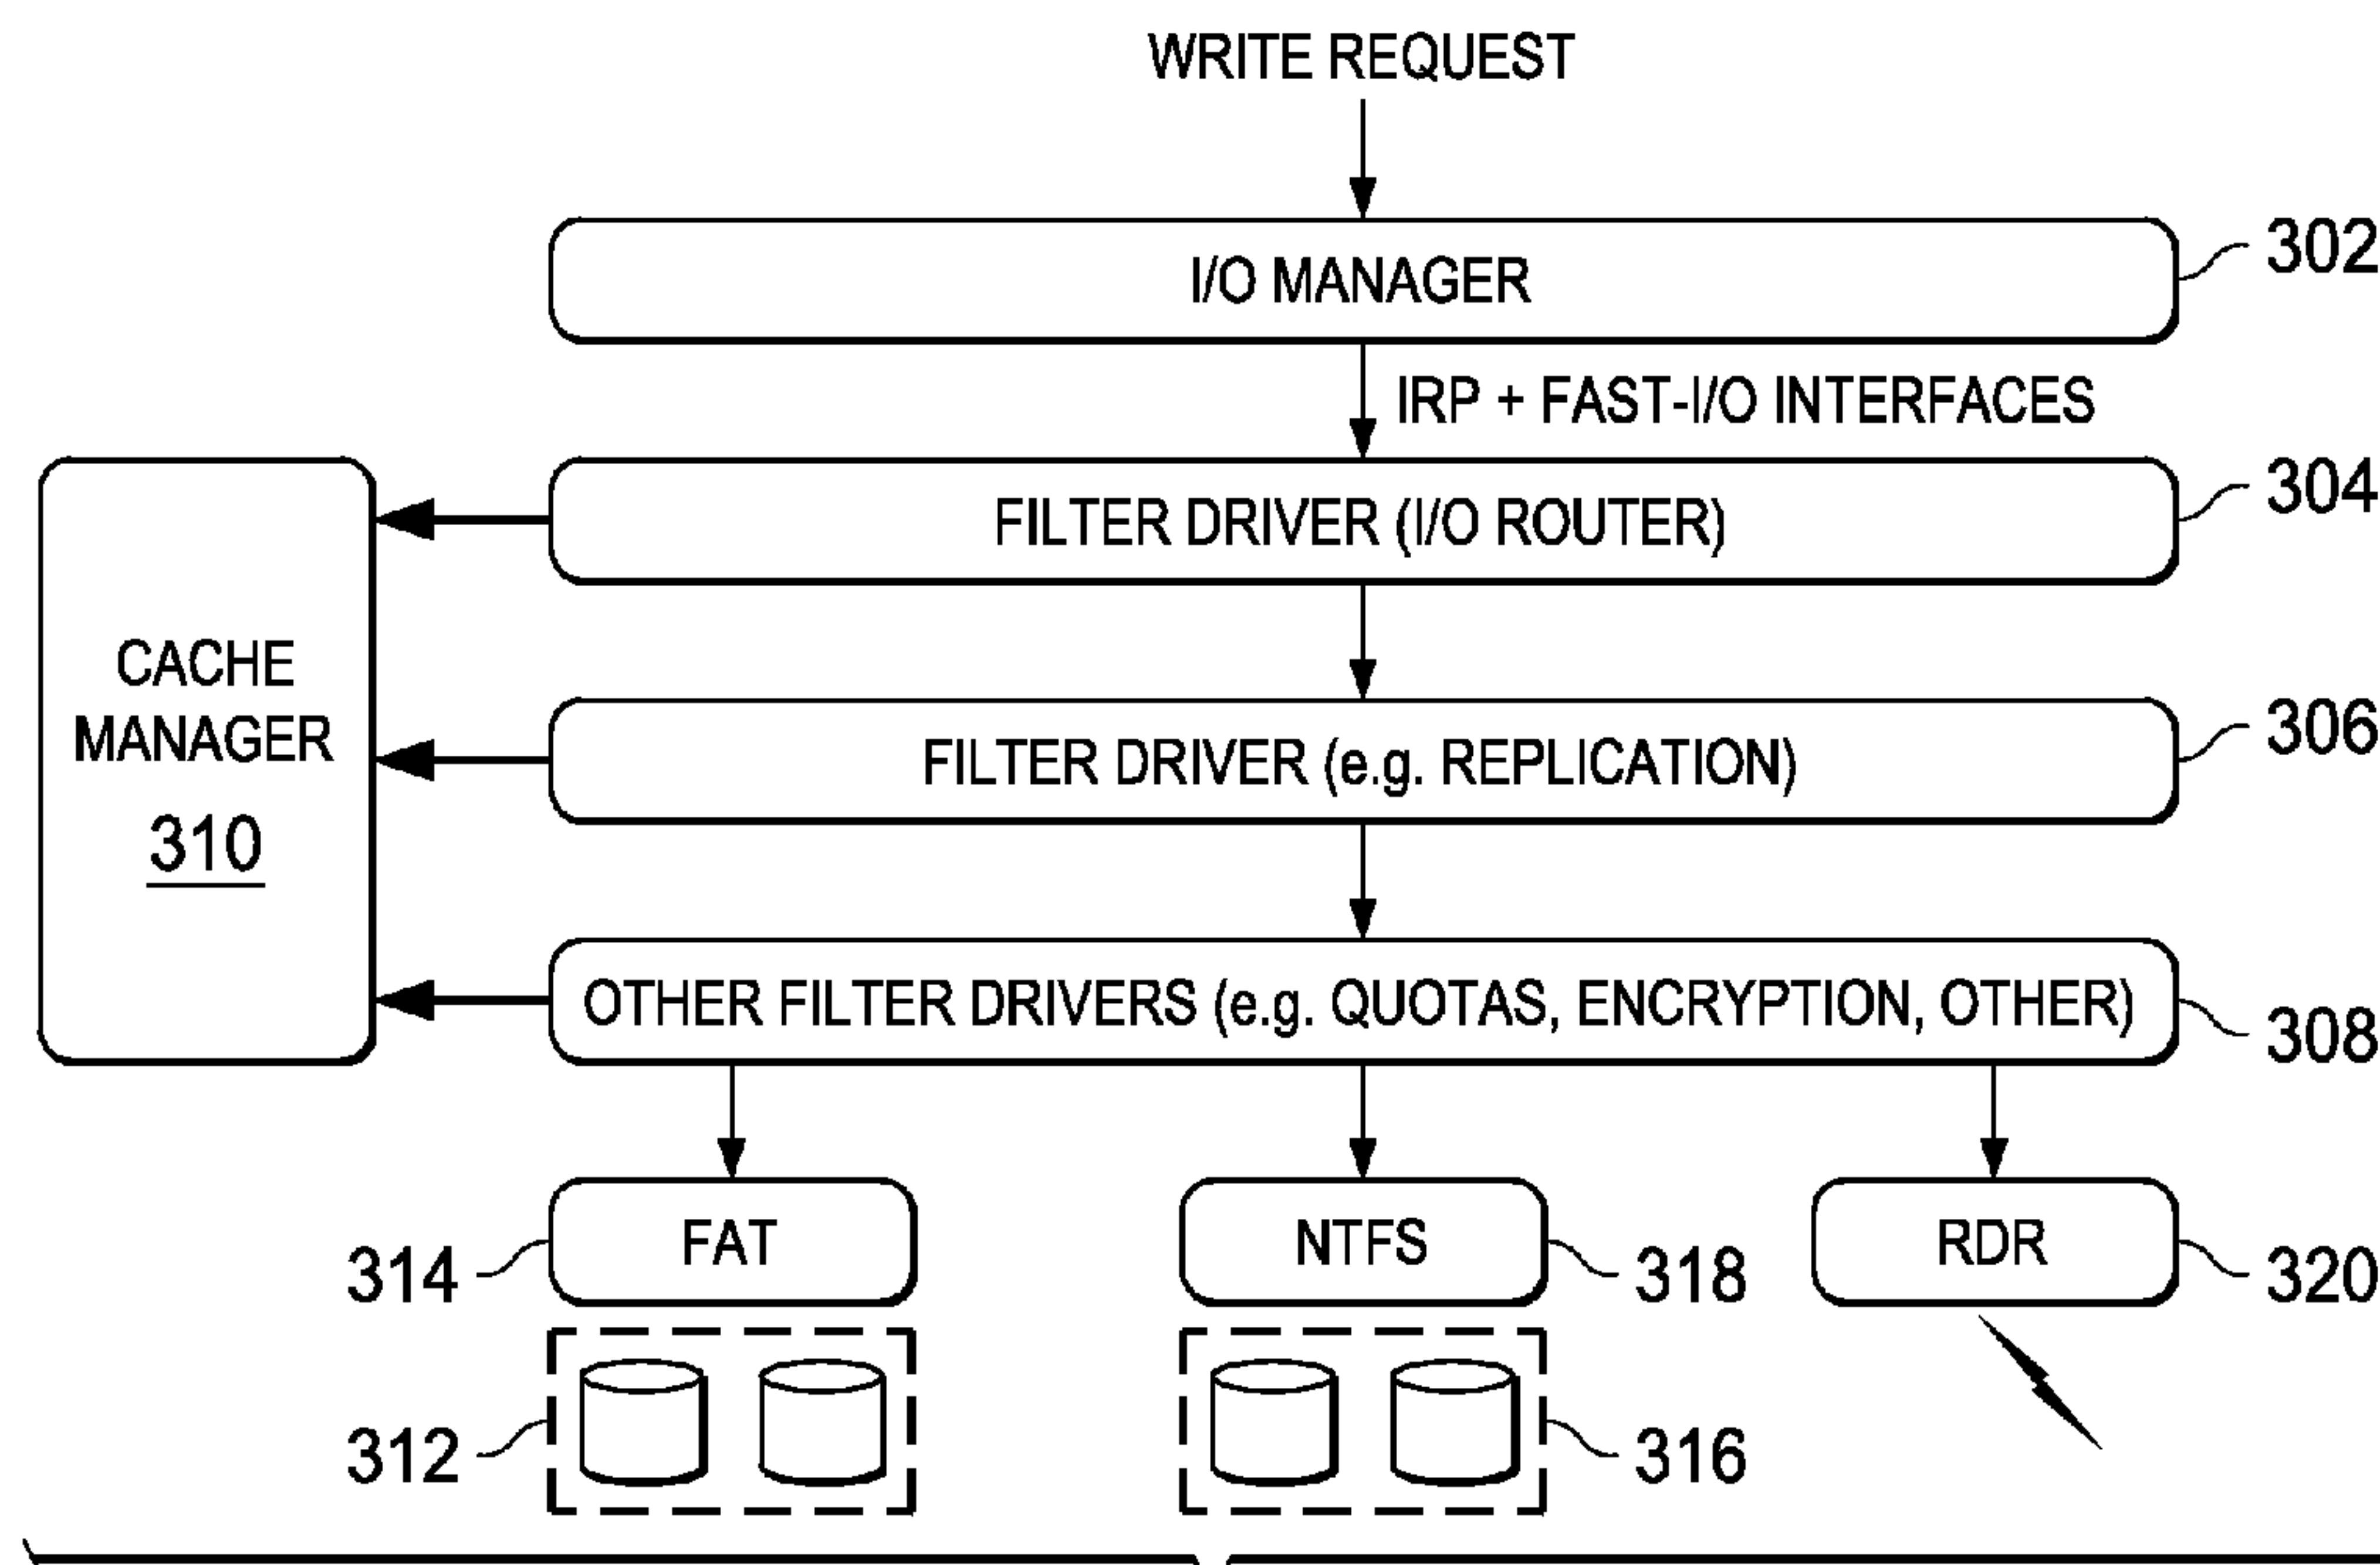 WRITE REQUEST
I/O MANAGER
302
IRP + FAST-I/O INTERFACES
FILTER DRIVER (I/O ROUTER)
304
CACHE
MANAGER
310
FILTER DRIVER (e.g. REPLICATION)
306
OTHER FILTER DRIVERS (e.g. QUOTAS, ENCRYPTION, OTHER)
308
314
FAT
NTFS
318
RDR
320
312
316